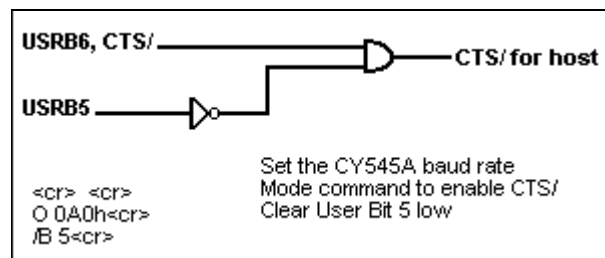 USRB6, CTS/
CTS/ for host
USRB5
<cr> <cr>
O 0A0h<cr>
/B 5<cr>
Set the CY545A baud rate
Mode command to enable CTS/
Clear User Bit 5 low